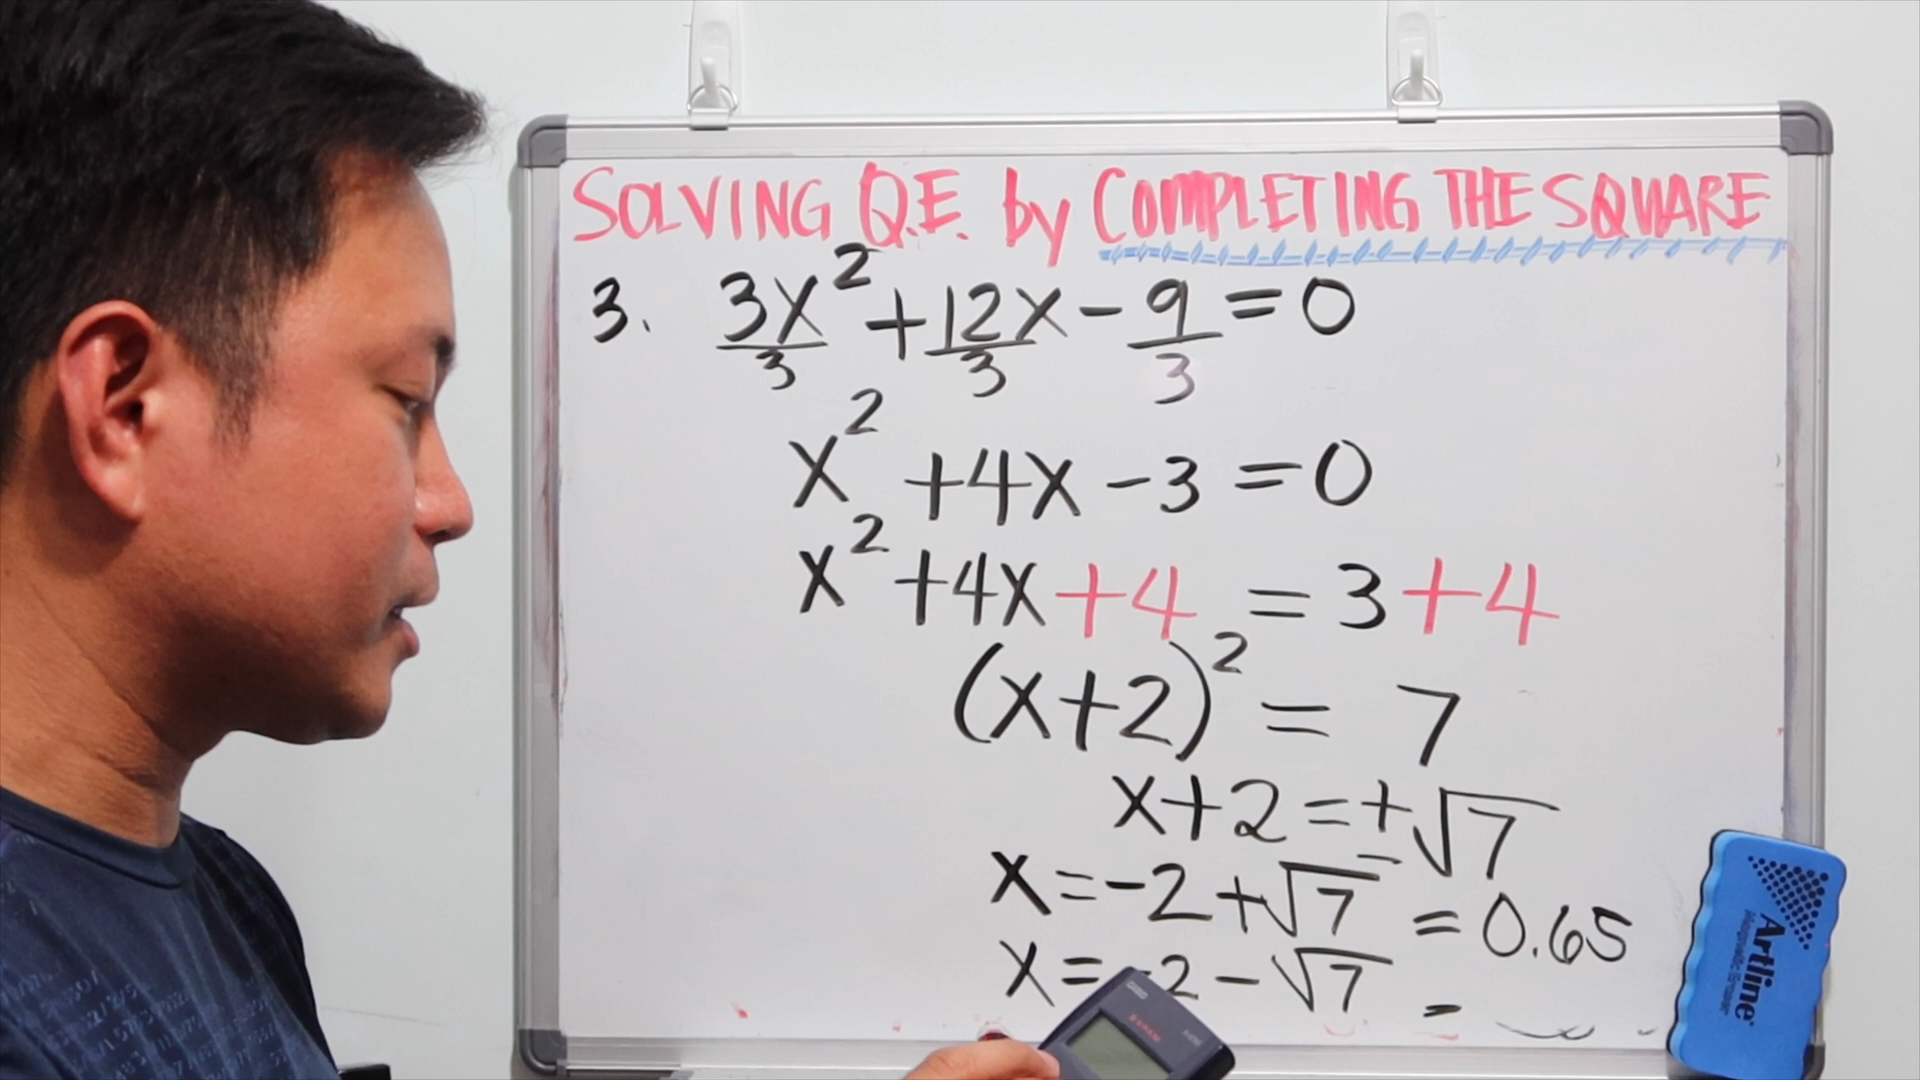 SOLVING Q.E. by COMPLETING THE SQUARE
3. 3x²/3 + 12x/3 - 9/3 = 0
x² + 4x - 3 = 0
x² + 4x + 4 = 3 + 4
(x+2)² = 7
x+2 = ±√7
x = -2 + √7 = 0.65
x = -2 - √7 =
Artline